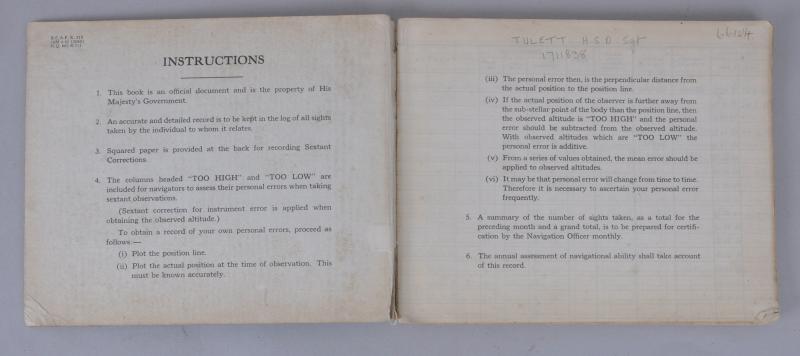 INSTRUCTIONS
1. This book is an official document and is the property of His
Majesty's Government.
2. An accurate and detailed record is to be kept in the log of all sights
taken by the individual to whom it relates.
3. Squared paper is provided at the back for recording Sextant
Corrections.
4. The columns headed "TOO HIGH" and "TOO LOW" are
included for navigators to assess their personal errors when taking
sextant observations.
(Sextant correction for instrument error is applied when
obtaining the observed altitude.)
To obtain a record of your own personal errors, proceed as
follows:—
(i) Plot the position line.
(ii) Plot the actual position at the time of observation. This
must be known accurately.
TULETT H.S.D. Sgt
1711898
(iii) The personal error then, is the perpendicular distance from
the actual position to the position line.
(iv) If the actual position of the observer is further away from
the sub-stellar point of the body than the position line, then
the observed altitude is "TOO HIGH" and the personal
error should be subtracted from the observed altitude.
With observed altitudes which are "TOO LOW" the
personal error is additive.
(v) From a series of values obtained, the mean error should be
applied to observed altitudes.
(vi) It may be that personal error will change from time to time.
Therefore it is necessary to ascertain your personal error
frequently.
5. A summary of the number of sights taken, as a total for the
preceding month and a grand total, is to be prepared for certifi-
cation by the Navigation Officer monthly.
6. The annual assessment of navigational ability shall take account
of this record.